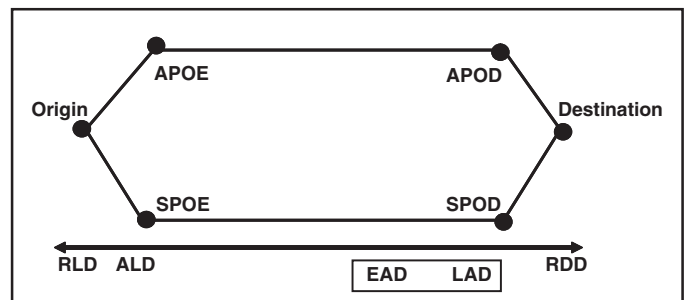 APOE APOD
Origin Destination
SPOE SPOD
RLD ALD RDD
EAD LAD